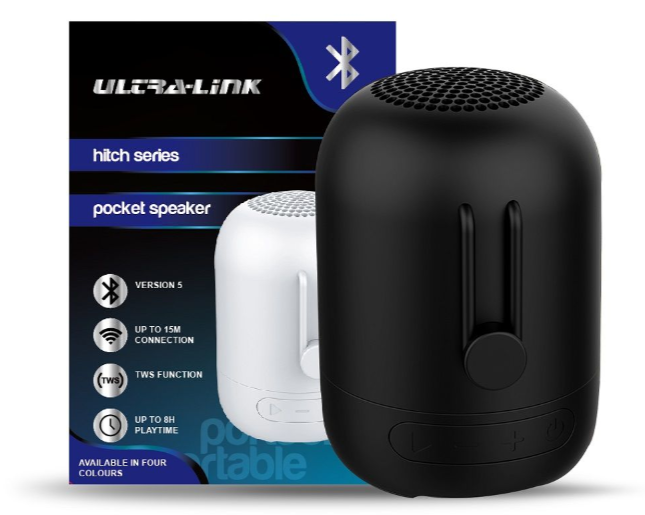 ULTRA-LINK
hitch series
pocket speaker
VERSION 5
UP TO 15M
CONNECTION
(TWS)
TWS FUNCTION
UP TO 8H
PLAYTIME
AVAILABLE IN FOUR
COLOURS